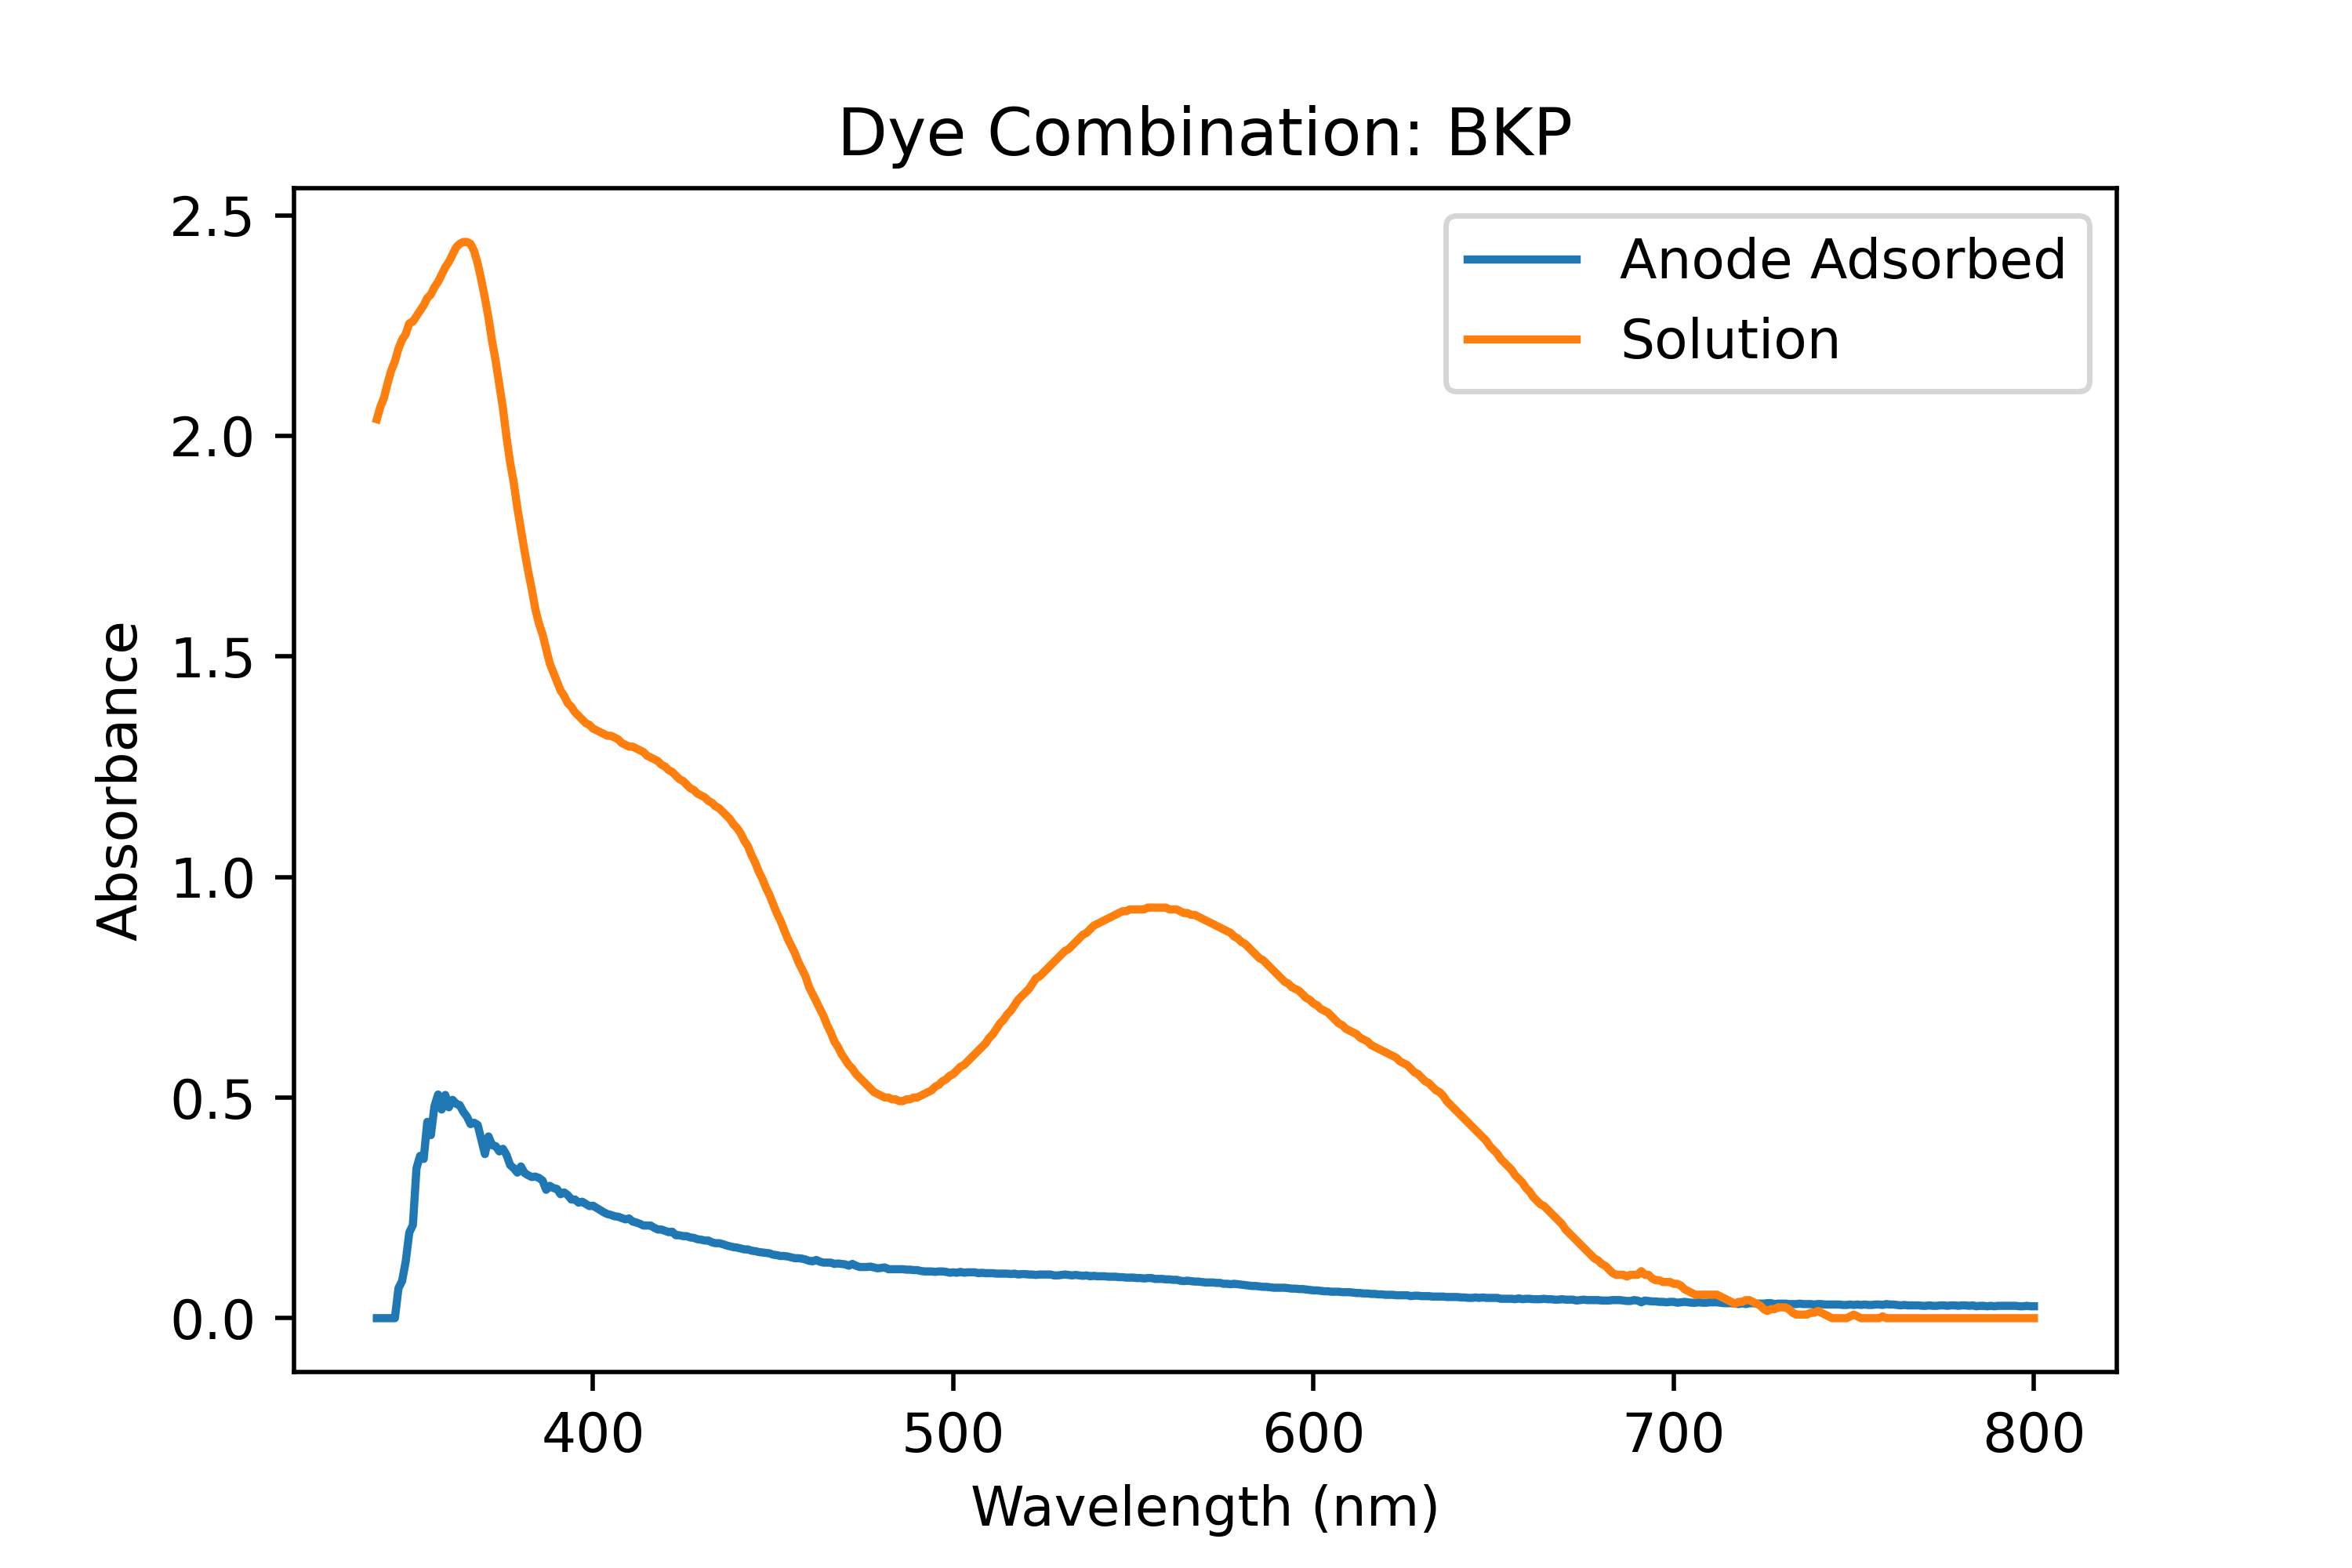 Dye Combination: BKP
Anode Adsorbed
Solution
2.5
2.0
1.5
1.0
0.5
0.0
Absorbance
400 500 600 700 800
Wavelength (nm)